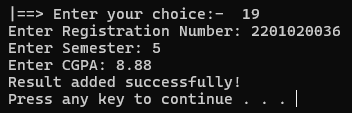 |==> Enter your choice:-  19
Enter Registration Number: 2201020036
Enter Semester: 5
Enter CGPA: 8.88
Result added successfully!
Press any key to continue . . .